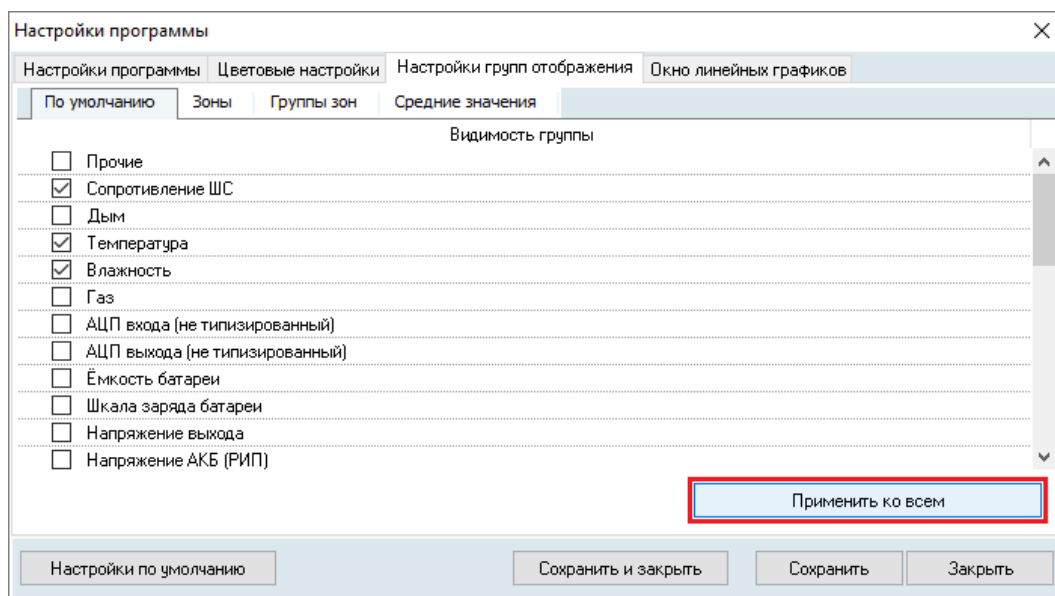 Настройки программы
Настройки программы Цветовые настройки Настройки групп отображения Окно линейных графиков
По умолчанию Зоны Группы зон Средние значения
Видимость группы
Прочие
Сопротивление ШС
Дым
Температура
Влажность
Газ
АЦП входа (не типизированный)
АЦП выхода (не типизированный)
Ёмкость батареи
Шкала заряда батареи
Напряжение выхода
Напряжение АКБ (РИП)
Применить ко всем
Настройки по умолчанию Сохранить и закрыть Сохранить Закрыть